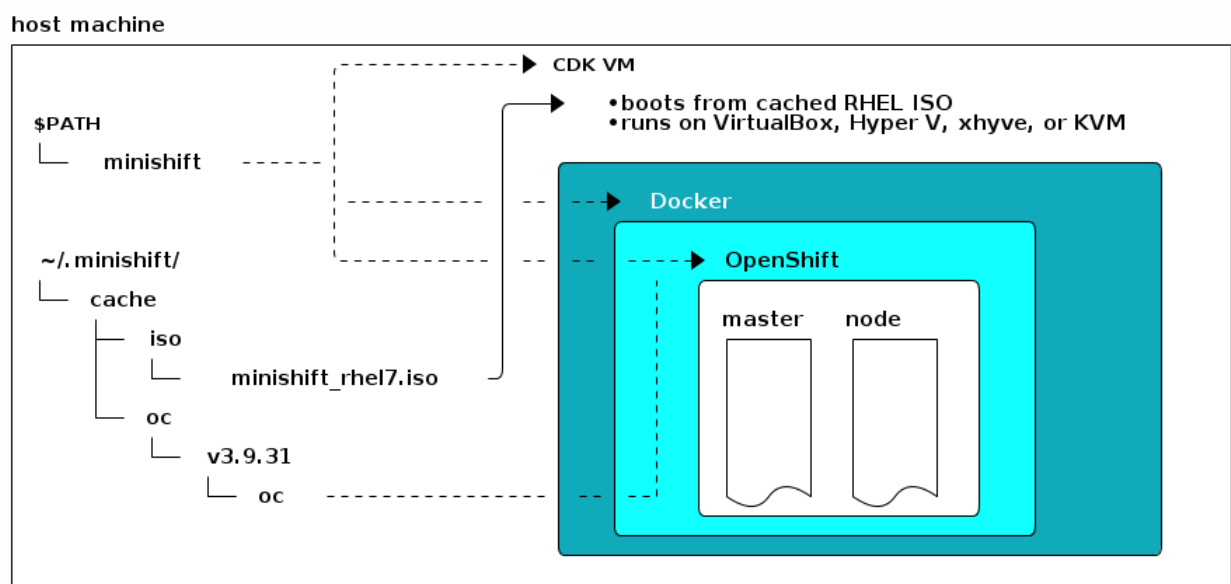 host machine
CDK VM
•boots from cached RHEL ISO
•runs on VirtualBox, Hyper V, xhyve, or KVM
$PATH
minishift
Docker
~/.minishift/
OpenShift
cache
master node
iso
minishift_rhel7.iso
oc
v3.9.31
oc